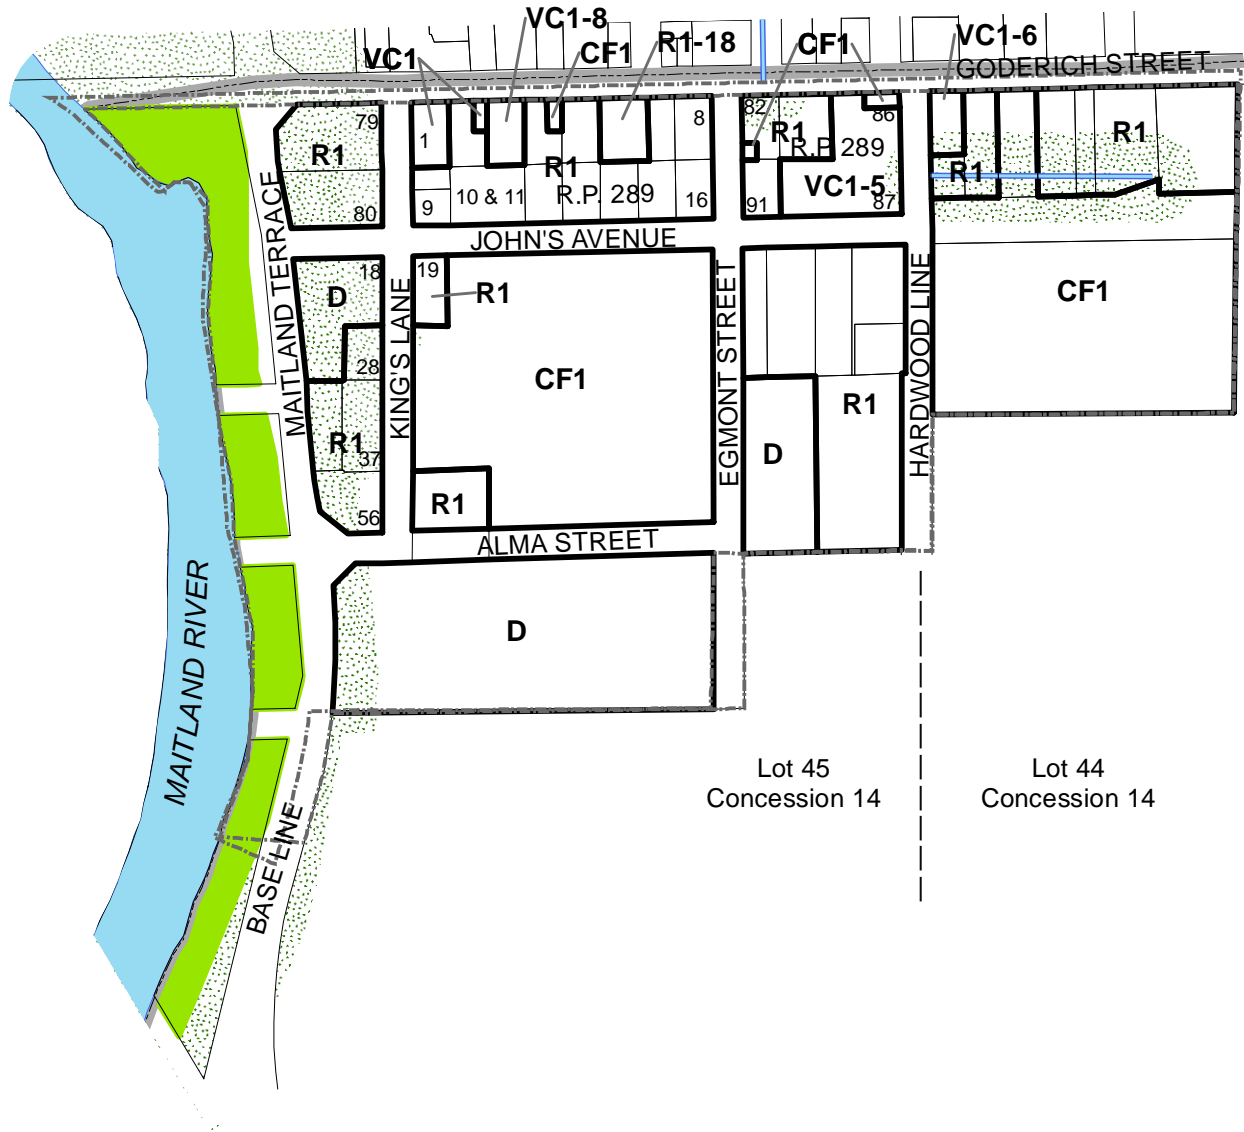 VC1-8
VC1
CF1
R1-18
CF1
VC1-6
GODERICH STREET
79
R1
80
1
9
10 & 11
R1
R.P. 289
8
16
82
R1
R.P. 289
86
91
VC1-5
87
R1
R1
MAITLAND TERRACE
JOHN'S AVENUE
18
D
28
R1
37
56
KING'S LANE
19
R1
CF1
R1
EGMONT STREET
HARDWOOD LINE
CF1
R1
D
ALMA STREET
D
MAITLAND RIVER
BASE LINE
Lot 45
Concession 14
Lot 44
Concession 14